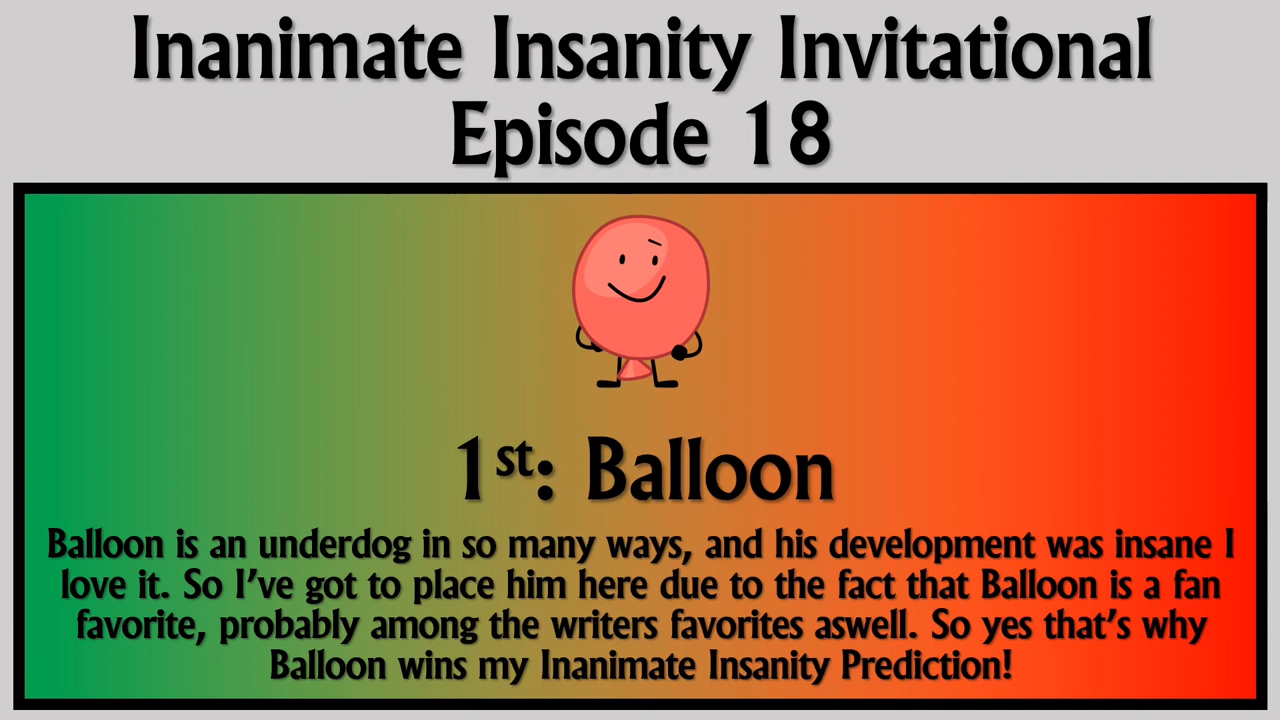 Inanimate Insanity Invitational
Episode 18
1st: Balloon
Balloon is an underdog in so many ways, and his development was insane I
love it. So I've got to place him here due to the fact that Balloon is a fan
favorite, probably among the writers favorites aswell. So yes that's why
Balloon wins my Inanimate Insanity Prediction!